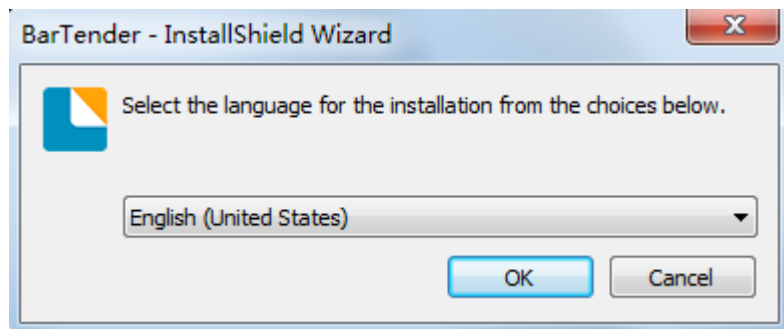 BarTender - InstallShield Wizard
Select the language for the installation from the choices below.
English (United States)
OK Cancel